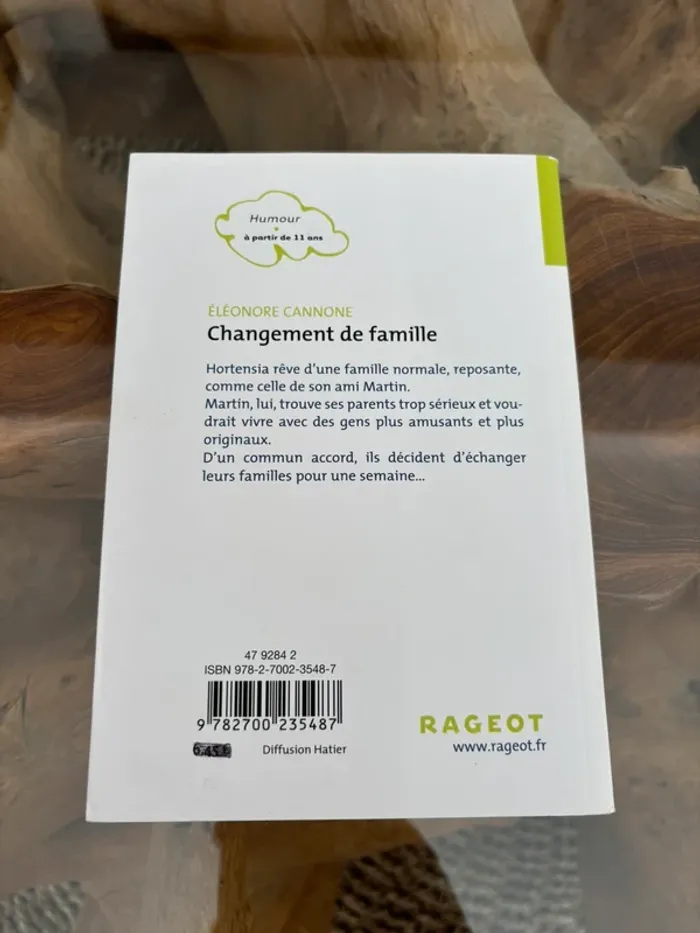 Humour
à partir de 11 ans
ÉLÉONORE CANNONE
Changement de famille
Hortensia rêve d'une famille normale, reposante,
comme celle de son ami Martin.
Martin, lui, trouve ses parents trop sérieux et vou-
drait vivre avec des gens plus amusants et plus
originaux.
D'un commun accord, ils décident d'échanger
leurs familles pour une semaine...
47 9284 2
ISBN 978-2-7002-3548-7
9 782700 235487
Diffusion Hatier
RAGEOT
www.rageot.fr